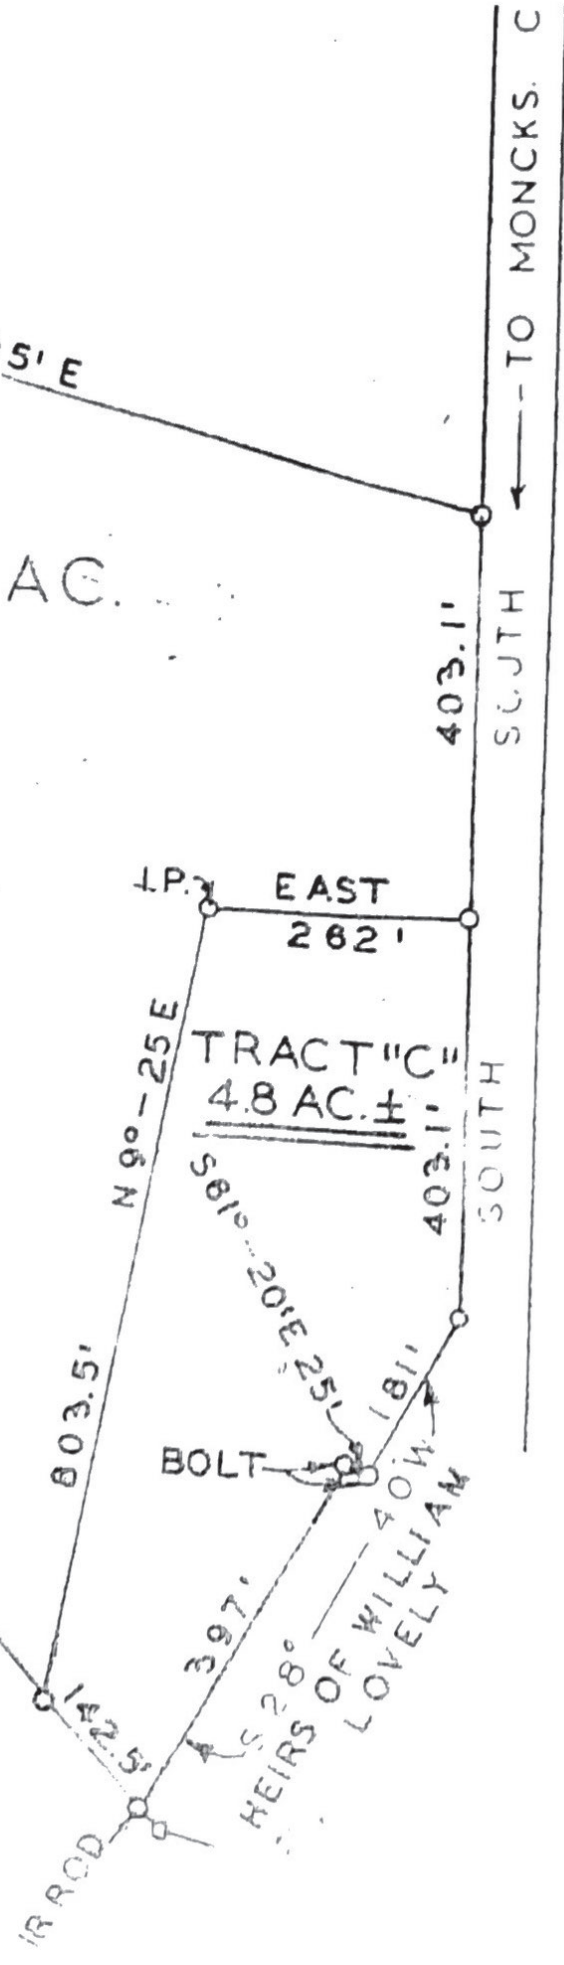 TO MONCKS. C
5' E
AC.
403.1'
SOUTH
I.P.
EAST
262'
N 9° - 25 E
TRACT "C"
4.8 AC. ±
403.1'
SOUTH
S 81° - 20' E 25'
803.5'
181'
BOLT
S 28° - 40' W
397'
HEIRS OF WILLIAM
LOVELY
142.5'
IR ROD